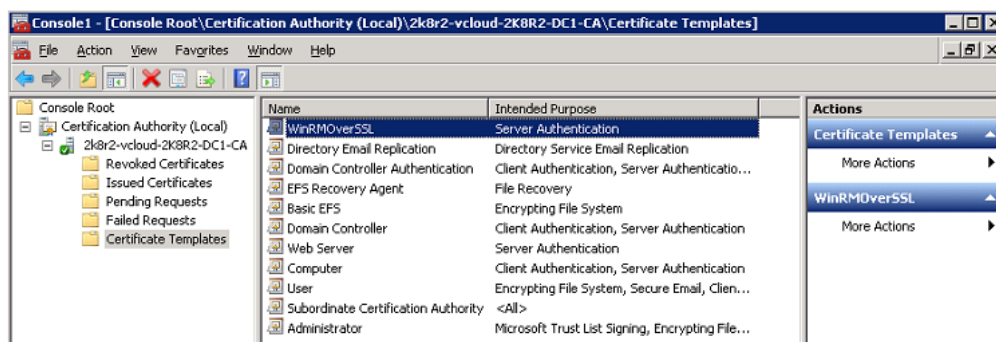 Console1 - [Console Root\Certification Authority (Local)\2k8r2-vcloud-2K8R2-DC1-CA\Certificate Templates]
File Action View Favorites Window Help
Console Root
Certification Authority (Local)
2k8r2-vcloud-2K8R2-DC1-CA
Revoked Certificates
Issued Certificates
Pending Requests
Failed Requests
Certificate Templates
Name Intended Purpose
WinRMOverSSL Server Authentication
Directory Email Replication Directory Service Email Replication
Domain Controller Authentication Client Authentication, Server Authenticatio...
EFS Recovery Agent File Recovery
Basic EFS Encrypting File System
Domain Controller Client Authentication, Server Authentication
Web Server Server Authentication
Computer Client Authentication, Server Authentication
User Encrypting File System, Secure Email, Clien...
Subordinate Certification Authority <All>
Administrator Microsoft Trust List Signing, Encrypting File...
Actions
Certificate Templates
More Actions
WinRMOverSSL
More Actions